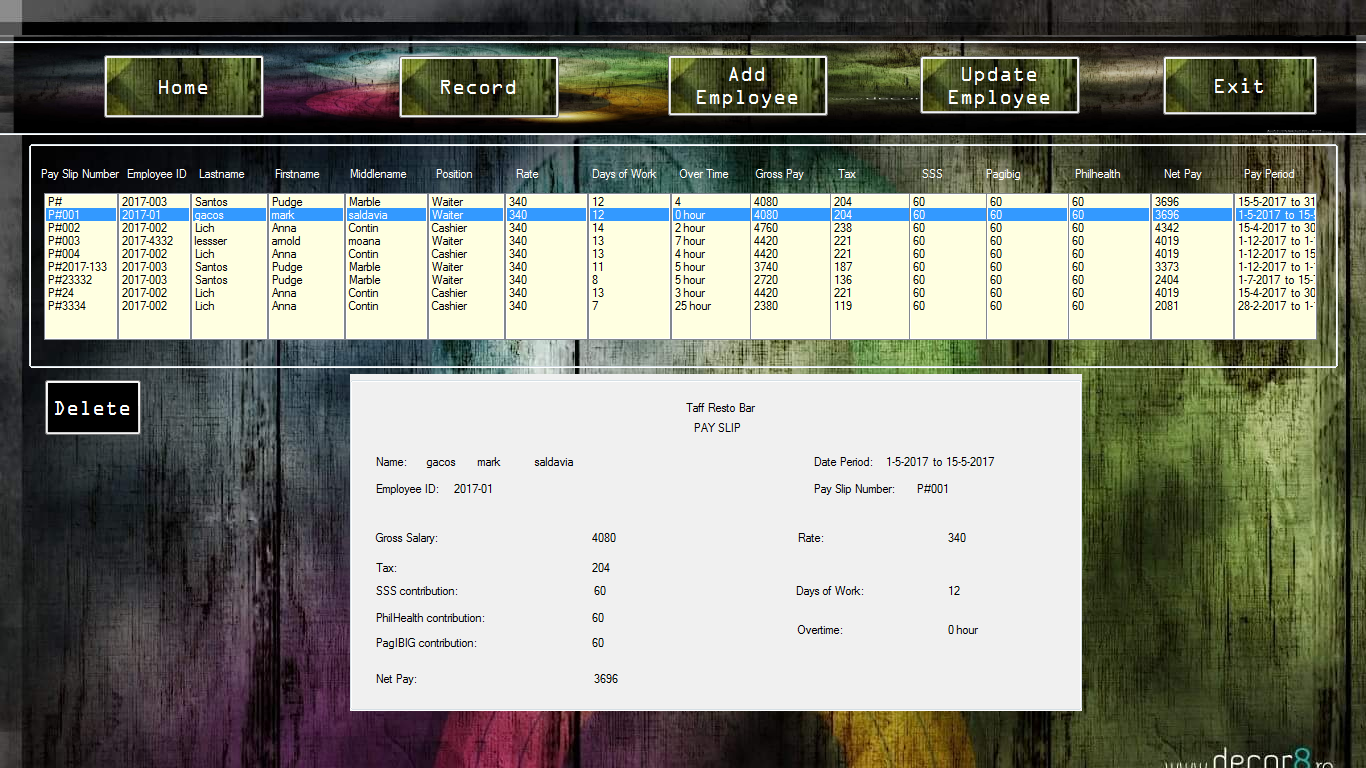 Home Record Add Employee Update Employee Exit
Pay Slip Number Employee ID Lastname Firstname Middlename Position Rate Days of Work Over Time Gross Pay Tax SSS Pagibig Philhealth Net Pay Pay Period
P# 2017-003 Santos Pudge Marble Waiter 340 12 4 4080 204 60 60 60 3696 15-5-2017 to 31
P#001 2017-01 gacos mark saldavia Waiter 340 12 0 hour 4080 204 60 60 60 3696 1-5-2017 to 15-
P#002 2017-002 Lich Anna Contin Cashier 340 14 2 hour 4760 238 60 60 60 4342 15-4-2017 to 30
P#003 2017-4332 lessser arnold moana Waiter 340 13 7 hour 4420 221 60 60 60 4019 1-12-2017 to 1-
P#004 2017-002 Lich Anna Contin Cashier 340 13 4 hour 4420 221 60 60 60 4019 1-12-2017 to 15
P#2017-133 2017-003 Santos Pudge Marble Waiter 340 11 5 hour 3740 187 60 60 60 3373 1-12-2017 to 1-
P#23332 2017-003 Santos Pudge Marble Waiter 340 8 5 hour 2720 136 60 60 60 2404 1-7-2017 to 15-
P#24 2017-002 Lich Anna Contin Cashier 340 13 3 hour 4420 221 60 60 60 4019 15-4-2017 to 30
P#3334 2017-002 Lich Anna Contin Cashier 340 7 25 hour 2380 119 60 60 60 2081 28-2-2017 to 1-
Delete
Taff Resto Bar
PAY SLIP
Name: gacos mark saldavia Date Period: 1-5-2017 to 15-5-2017
Employee ID: 2017-01 Pay Slip Number: P#001
Gross Salary: 4080 Rate: 340
Tax: 204
SSS contribution: 60 Days of Work: 12
PhilHealth contribution: 60
Overtime: 0 hour
PagIBIG contribution: 60
Net Pay: 3696
www.decor8.ro